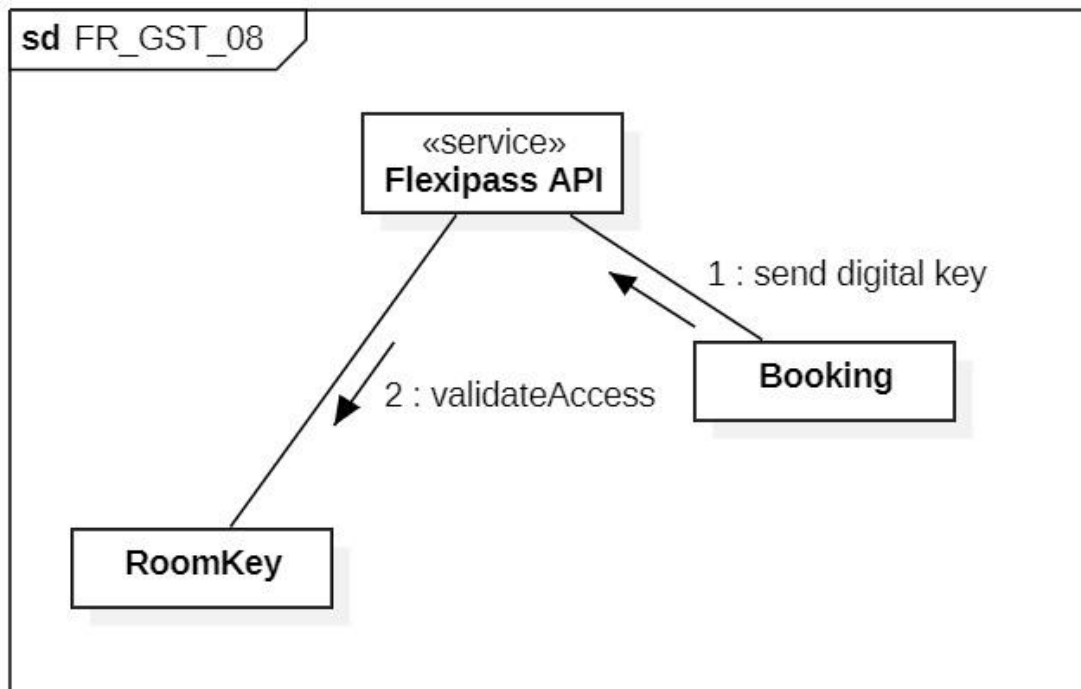 sd FR_GST_08
«service»
Flexipass API
1 : send digital key
Booking
2 : validateAccess
RoomKey